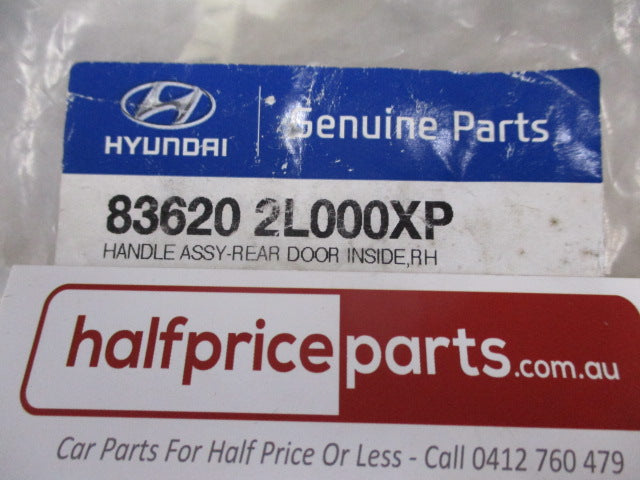 HYUNDAI
Genuine Parts
83620 2L000XP
HANDLE ASSY-REAR DOOR INSIDE,RH
halfpriceparts.com.au
Car Parts For Half Price Or Less - Call 0412 760 479